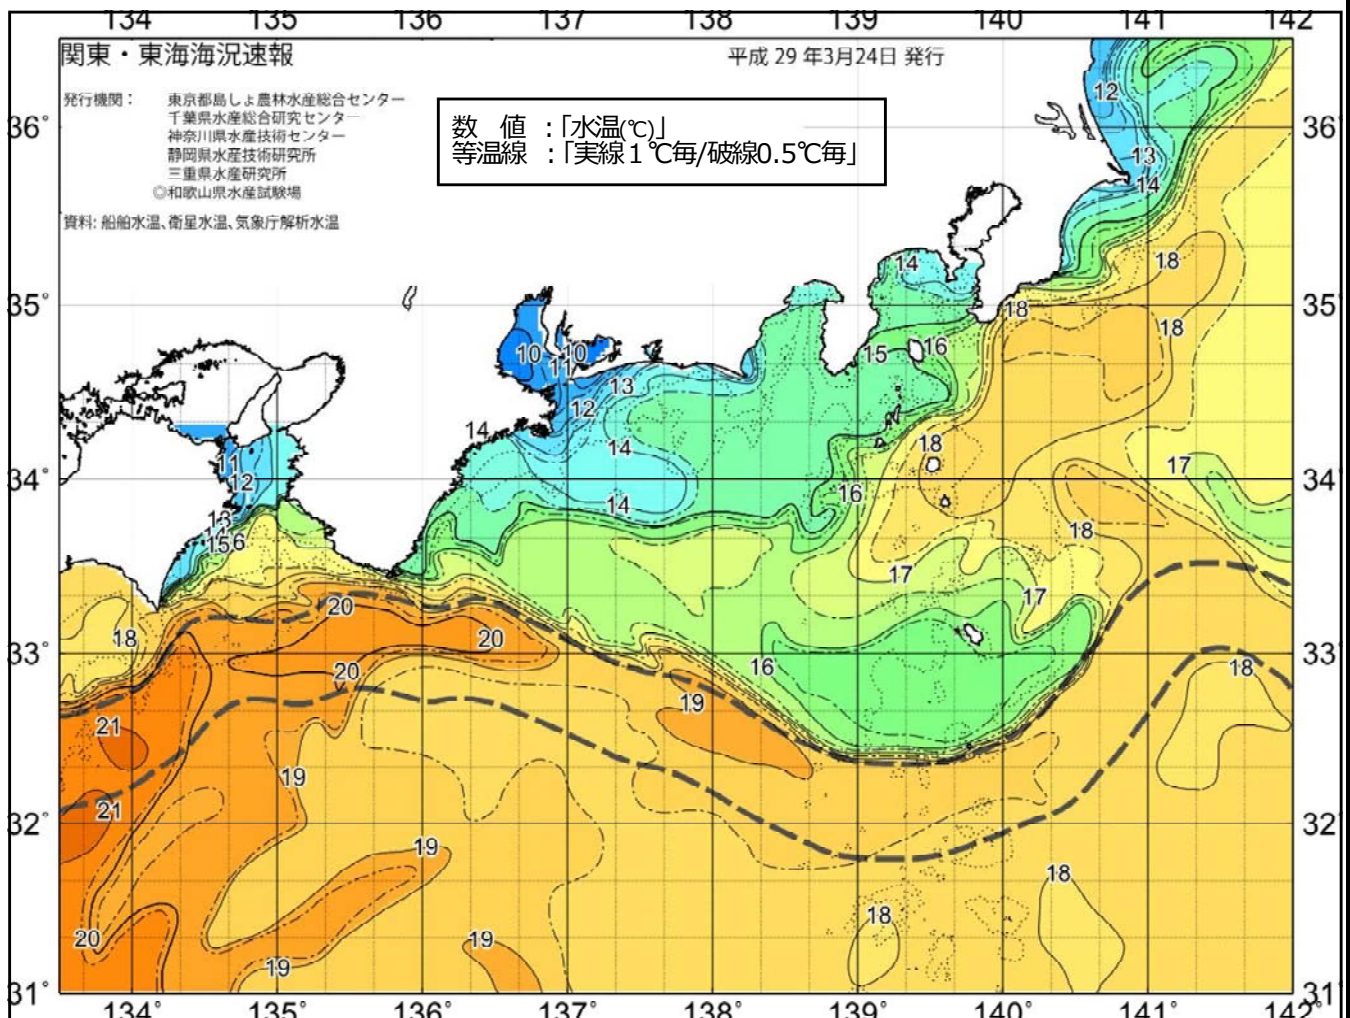 134 135 136 137 138 139 140 141 142
関東・東海海況速報
平成 29 年3月24日 発行
発行機関： 東京都島しょ農林水産総合センター
千葉県水産総合研究センター
神奈川県水産技術センター
静岡県水産技術研究所
三重県水産研究所
◎和歌山県水産試験場
資料: 船舶水温、衛星水温、気象庁解析水温
数 値 ：「水温(℃)」
等温線 ：「実線１℃毎/破線0.5℃毎」
12
36° 36°
13
14
14 18
35° 35°
18
18
10 10 15 16
11
13
12
14
14 18
11 17
12
34° 34°
14 16
13
18
15 6
17
17
20
18 20
33° 33°
16 18
20
19
21
19
21
32° 32°
19
18
18
20 19
19
31° 31°
134° 135° 136° 137° 138° 139° 140° 141° 142°